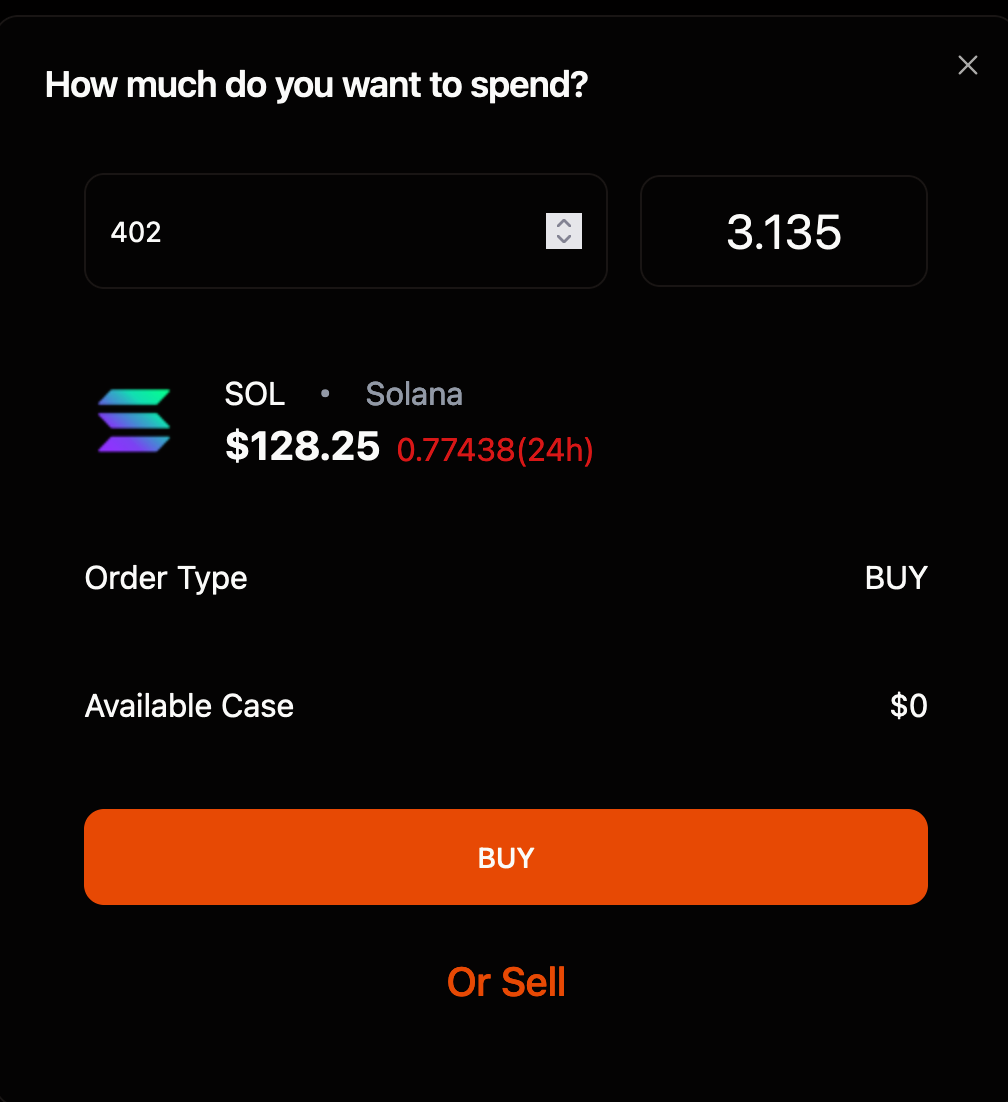 How much do you want to spend?
402
3.135
SOL • Solana
$128.25 0.77438(24h)
Order Type BUY
Available Case $0
BUY
Or Sell